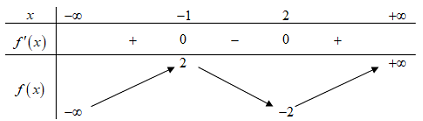 x −∞ −1 2 +∞
f′(x) + 0 − 0 +
2 +∞
f(x)
−∞ −2